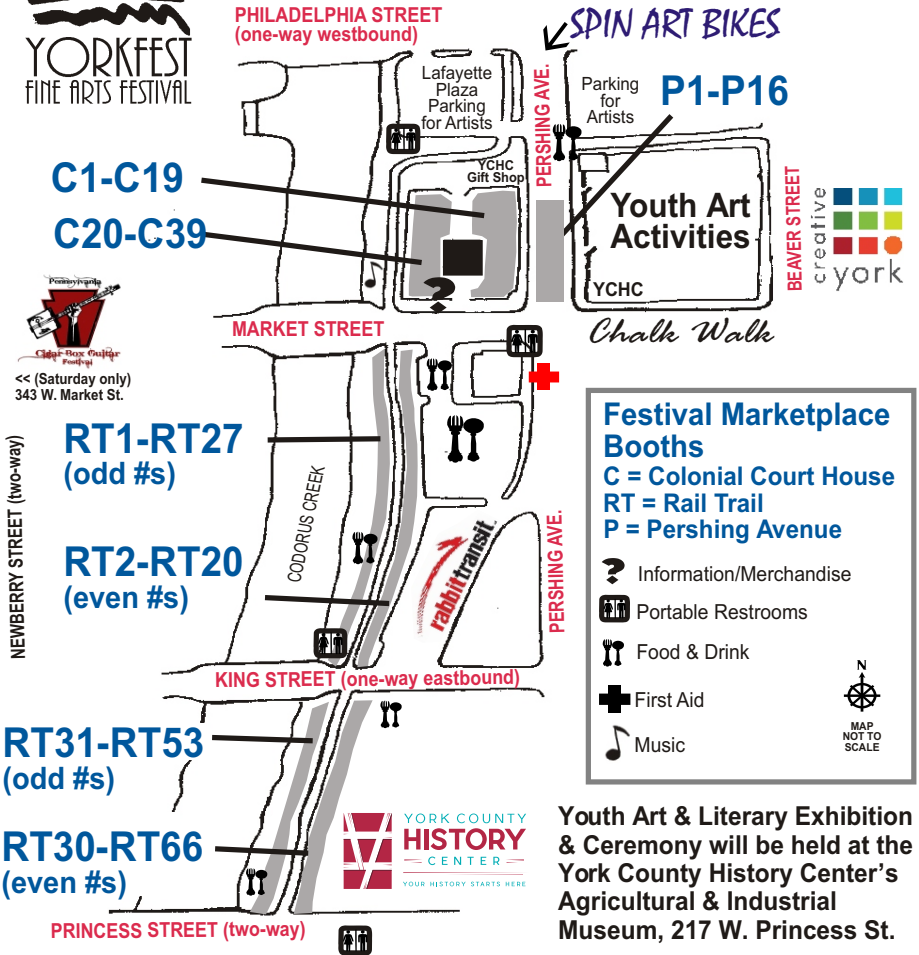 YORKFEST
FINE ARTS FESTIVAL
PHILADELPHIA STREET
(one-way westbound)
SPIN ART BIKES
Lafayette
Plaza
Parking
for Artists
PERSHING AVE.
Parking
for
Artists
P1-P16
C1-C19
C20-C39
YCHC
Gift Shop
Youth Art
Activities
YCHC
BEAVER STREET
creative
york
Pennsylvania
Cigar Box Guitar
Festival
<< (Saturday only)
343 W. Market St.
MARKET STREET
Chalk Walk
?
NEWBERRY STREET (two-way)
RT1-RT27
(odd #s)
CODORUS CREEK
RT2-RT20
(even #s)
rabbittransit
PERSHING AVE.
KING STREET (one-way eastbound)
Festival Marketplace
Booths
C = Colonial Court House
RT = Rail Trail
P = Pershing Avenue
? Information/Merchandise
Portable Restrooms
Food & Drink
First Aid
Music
N
MAP
NOT TO
SCALE
RT31-RT53
(odd #s)
RT30-RT66
(even #s)
YORK COUNTY
HISTORY
CENTER
YOUR HISTORY STARTS HERE
PRINCESS STREET (two-way)
Youth Art & Literary Exhibition
& Ceremony will be held at the
York County History Center's
Agricultural & Industrial
Museum, 217 W. Princess St.